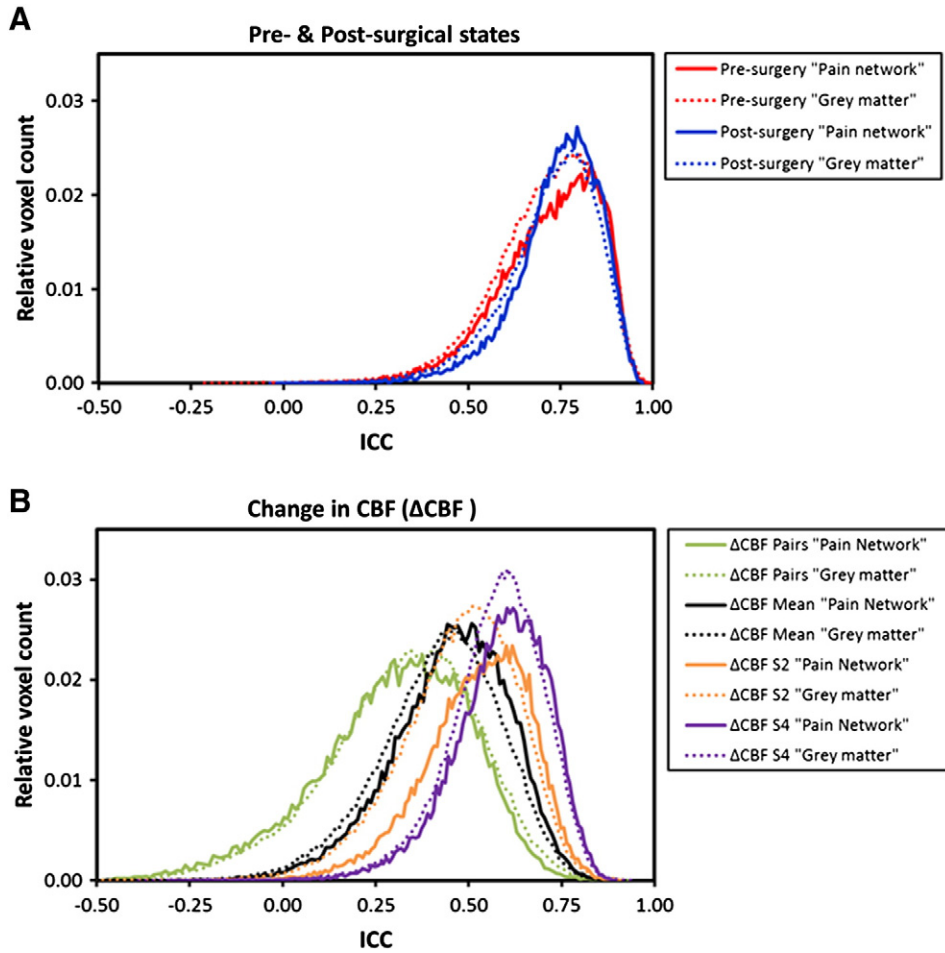 A
Pre- & Post-surgical states
Relative voxel count
0.03
0.02
0.01
0.00
-0.50
-0.25
0.00
0.25
0.50
0.75
1.00
ICC
Pre-surgery "Pain network"
Pre-surgery "Grey matter"
Post-surgery "Pain network"
Post-surgery "Grey matter"
B
Change in CBF (ΔCBF )
Relative voxel count
0.03
0.02
0.01
0.00
-0.50
-0.25
0.00
0.25
0.50
0.75
1.00
ICC
ΔCBF Pairs "Pain Network"
ΔCBF Pairs "Grey matter"
ΔCBF Mean "Pain Network"
ΔCBF Mean "Grey matter"
ΔCBF S2 "Pain Network"
ΔCBF S2 "Grey matter"
ΔCBF S4 "Pain Network"
ΔCBF S4 "Grey matter"